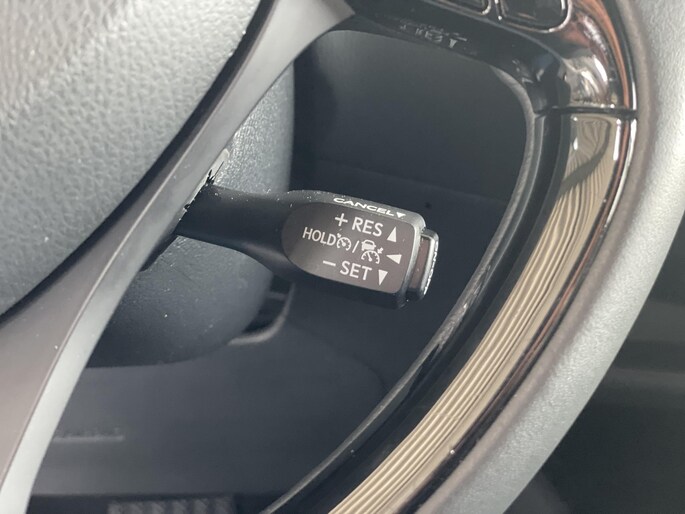 CANCEL▼
+ RES ▲
HOLD / ◀
− SET ▼